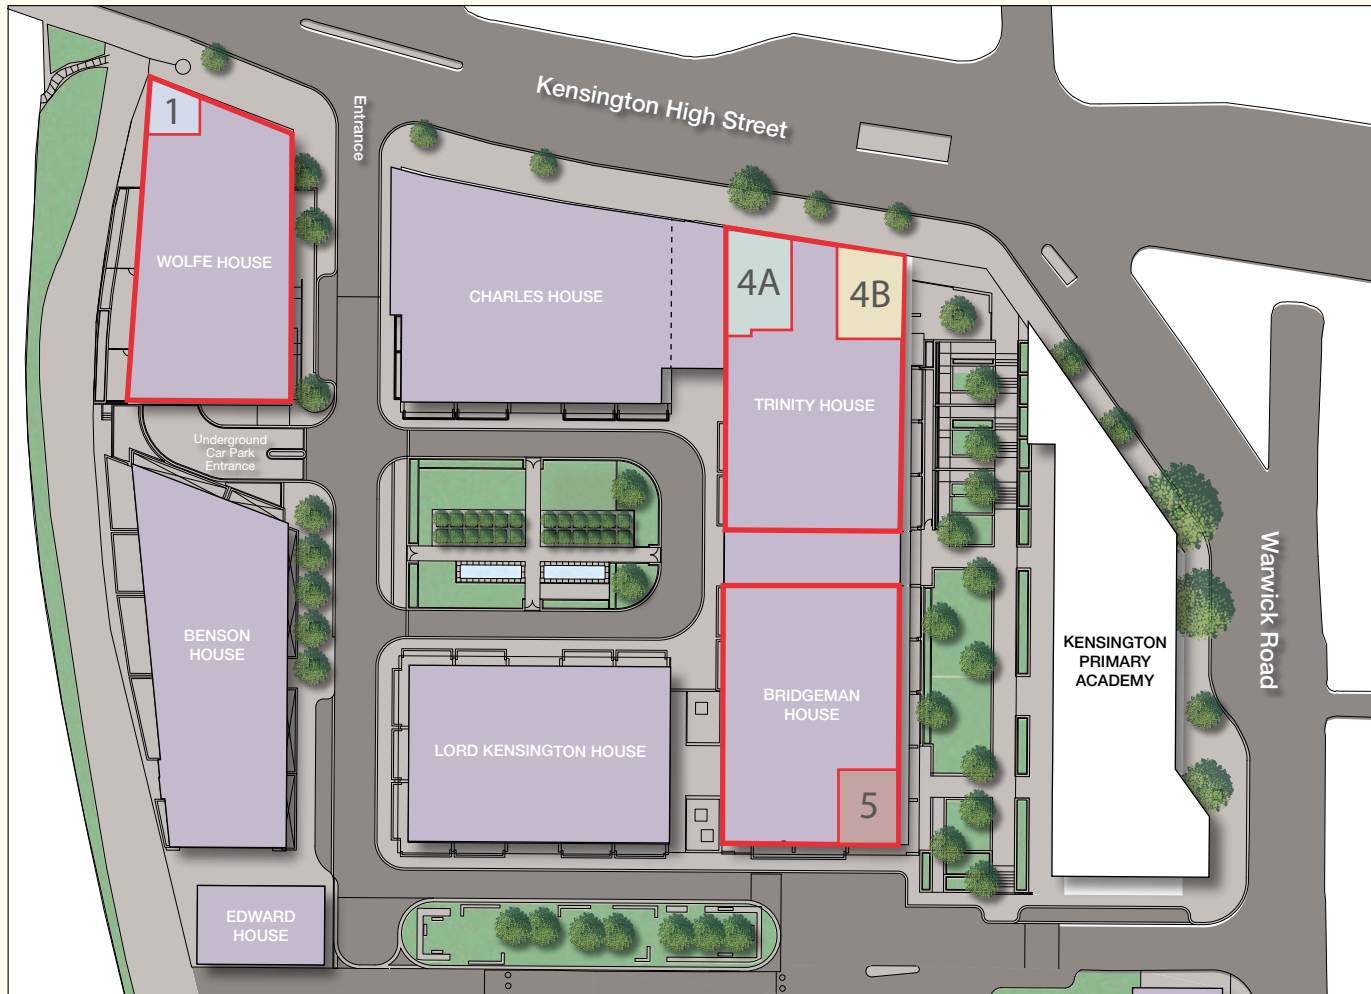 Kensington High Street
Entrance
1
WOLFE HOUSE
CHARLES HOUSE
4A
4B
TRINITY HOUSE
Underground
Car Park
Entrance
BENSON
HOUSE
LORD KENSINGTON HOUSE
BRIDGEMAN
HOUSE
5
KENSINGTON
PRIMARY
ACADEMY
Warwick Road
EDWARD
HOUSE